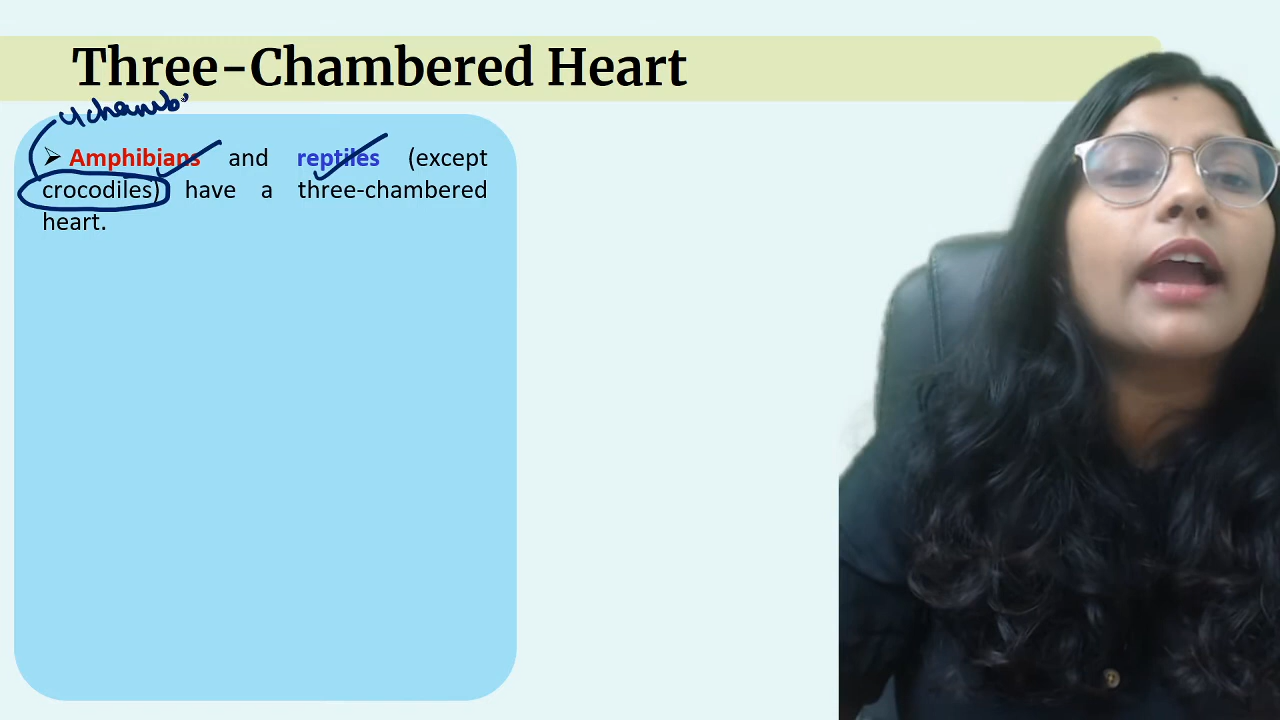 Three-Chambered Heart
4 chamb.
➢ Amphibians and reptiles (except
crocodiles) have a three-chambered
heart.